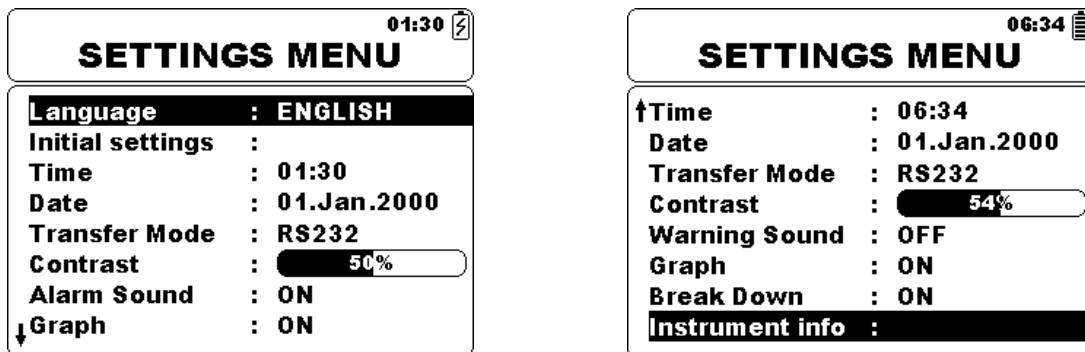 01:30
SETTINGS MENU
Language : ENGLISH
Initial settings :
Time : 01:30
Date : 01.Jan.2000
Transfer Mode : RS232
Contrast : 50%
Alarm Sound : ON
Graph : ON
06:34
SETTINGS MENU
Time : 06:34
Date : 01.Jan.2000
Transfer Mode : RS232
Contrast : 54%
Warning Sound : OFF
Graph : ON
Break Down : ON
Instrument info :